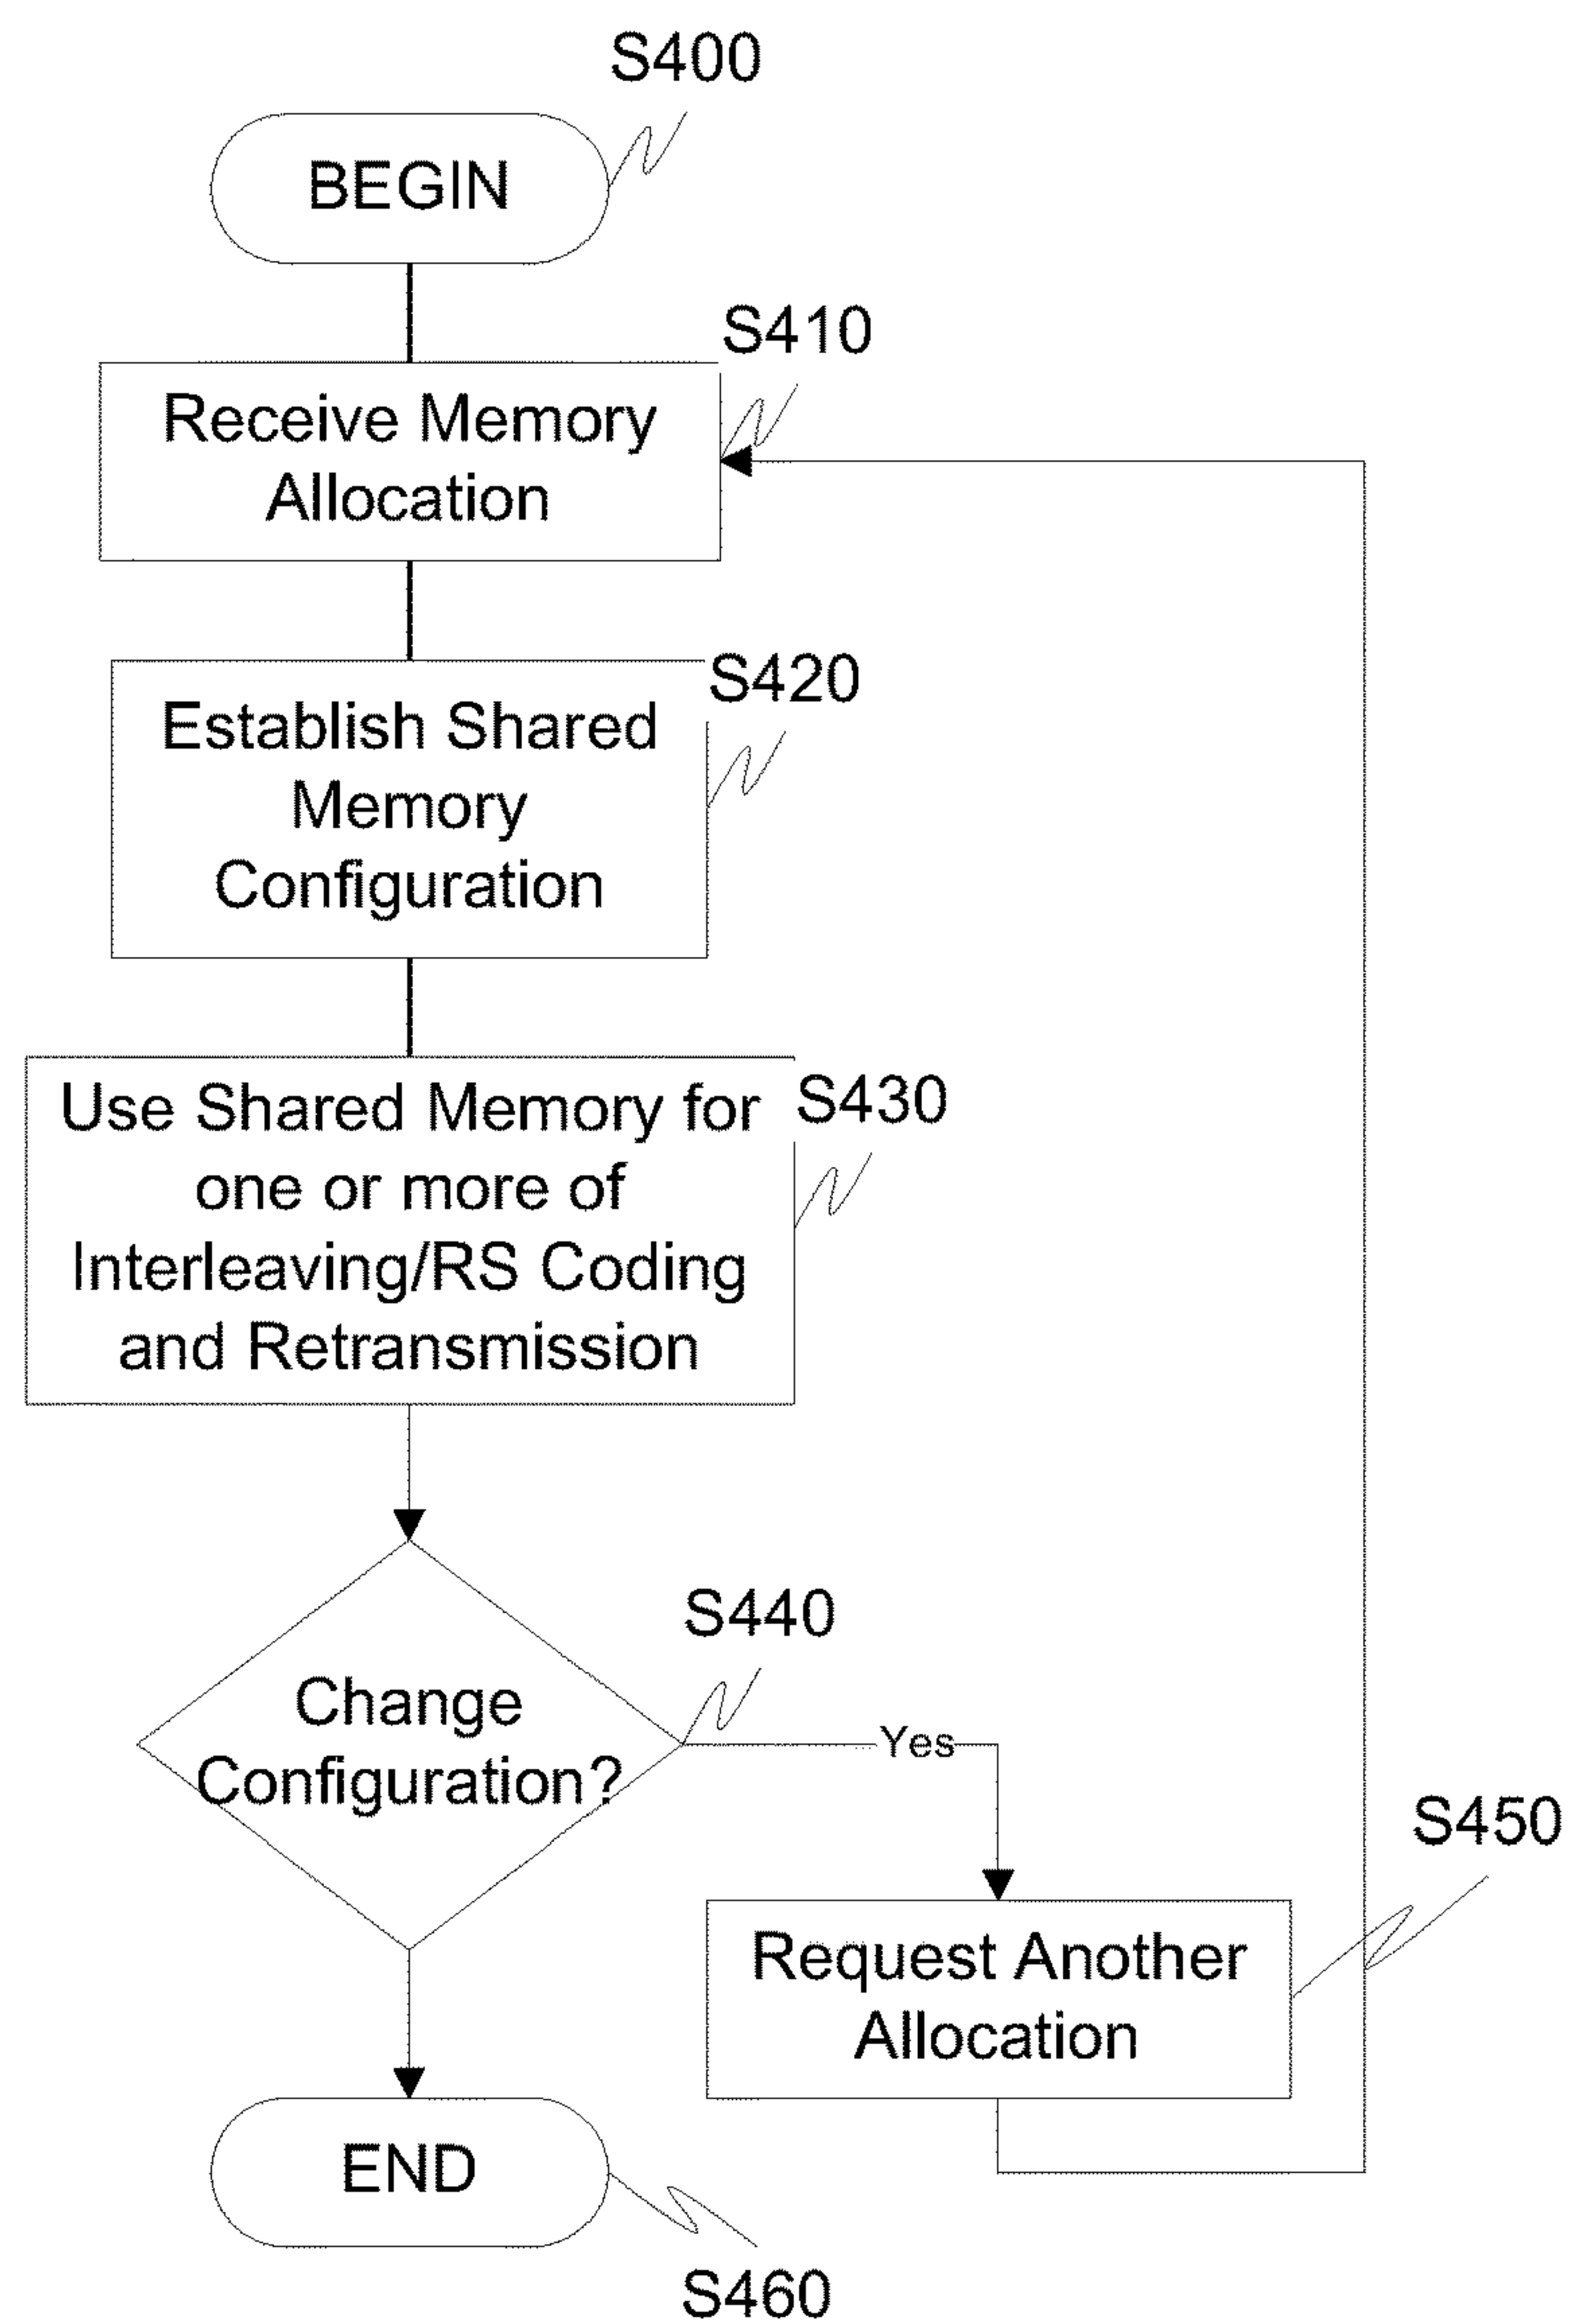 S400
BEGIN
S410
Receive Memory
Allocation
S420
Establish Shared
Memory
Configuration
S430
Use Shared Memory for
one or more of
Interleaving/RS Coding
and Retransmission
S440
Change
Configuration?
Yes
S450
Request Another
Allocation
END
S460